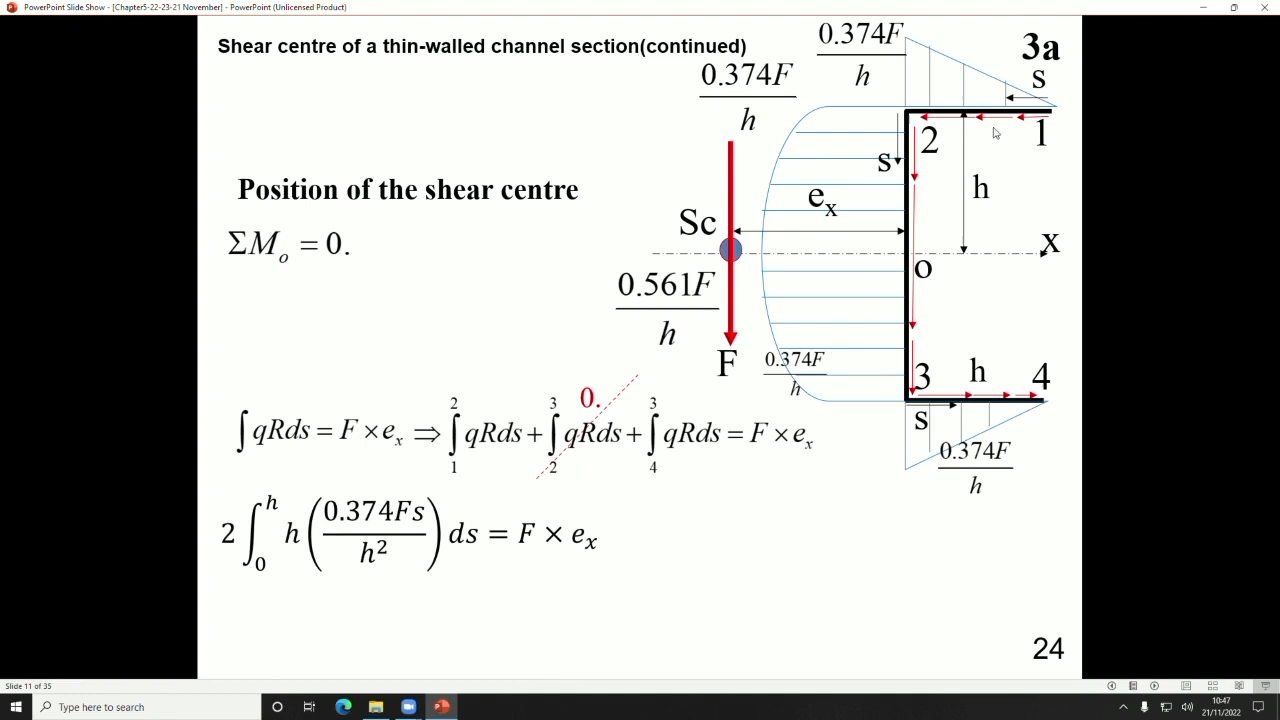 PowerPoint Slide Show - [Chapter5-22-23-21 November] - PowerPoint (Unlicensed Product)
Shear centre of a thin-walled channel section(continued)
0.374F
h
0.374F
h
3a
s
2
1
s
h
Position of the shear centre
e_x
Sc
ΣM_o = 0.
x
o
0.561F
h
F
0.374F
h
3
h
4
s
0.374F
h
0.
∫ qRds = F × e_x ⇒ ∫_1^2 qRds + ∫_2^3 qRds + ∫_4^3 qRds = F × e_x
2 ∫_0^h h (0.374Fs / h^2) ds = F × e_x
24
Slide 11 of 35
Type here to search
10:47
21/11/2022